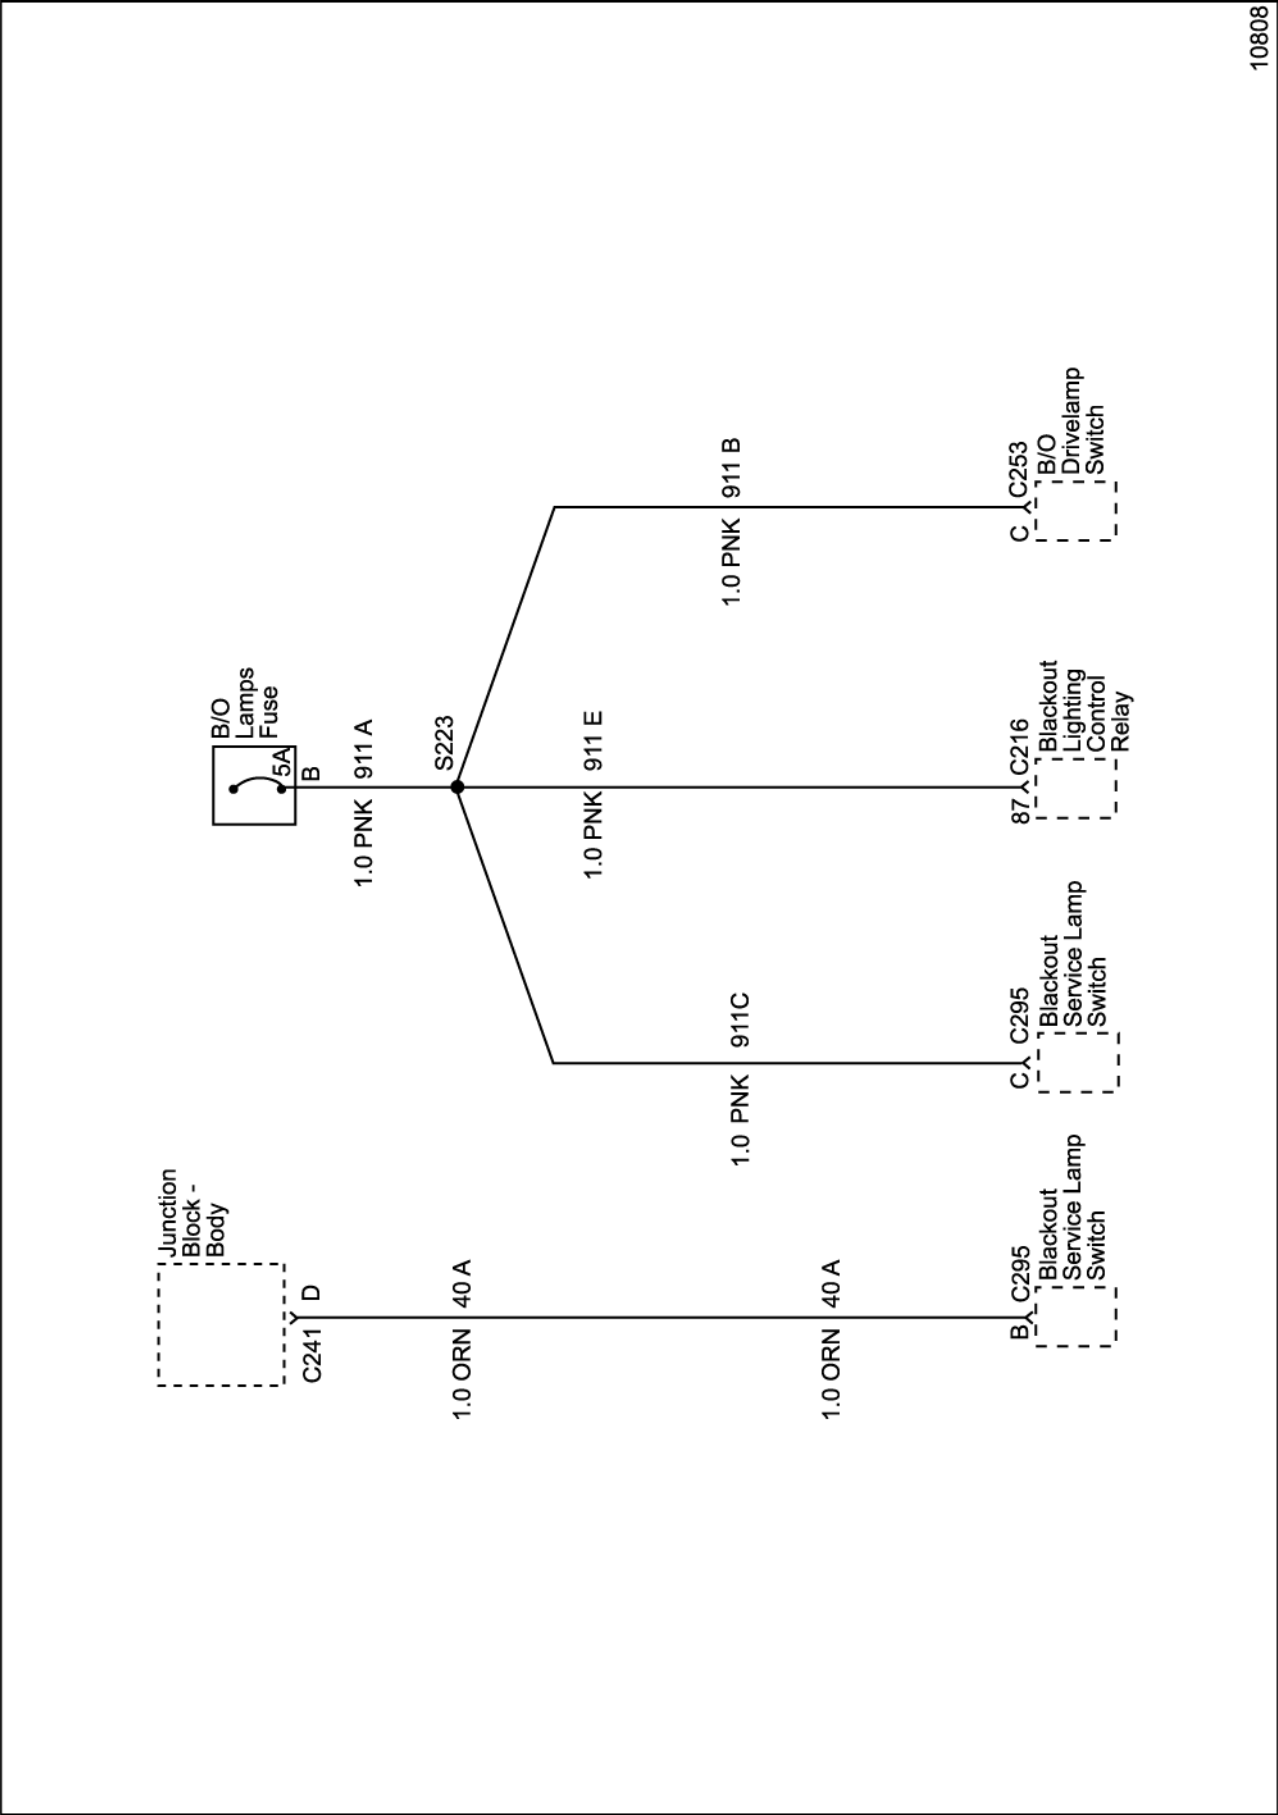 Junction
Block -
Body
C241
D
1.0 ORN
40 A
1.0 ORN
40 A
B
C295
Blackout
Service Lamp
Switch
B/O
Lamps
Fuse
5A
B
1.0 PNK
911 A
S223
1.0 PNK
911C
C
C295
Blackout
Service Lamp
Switch
1.0 PNK
911 E
87
C216
Blackout
Lighting
Control
Relay
1.0 PNK
911 B
C
C253
B/O
Drivelamp
Switch
10808